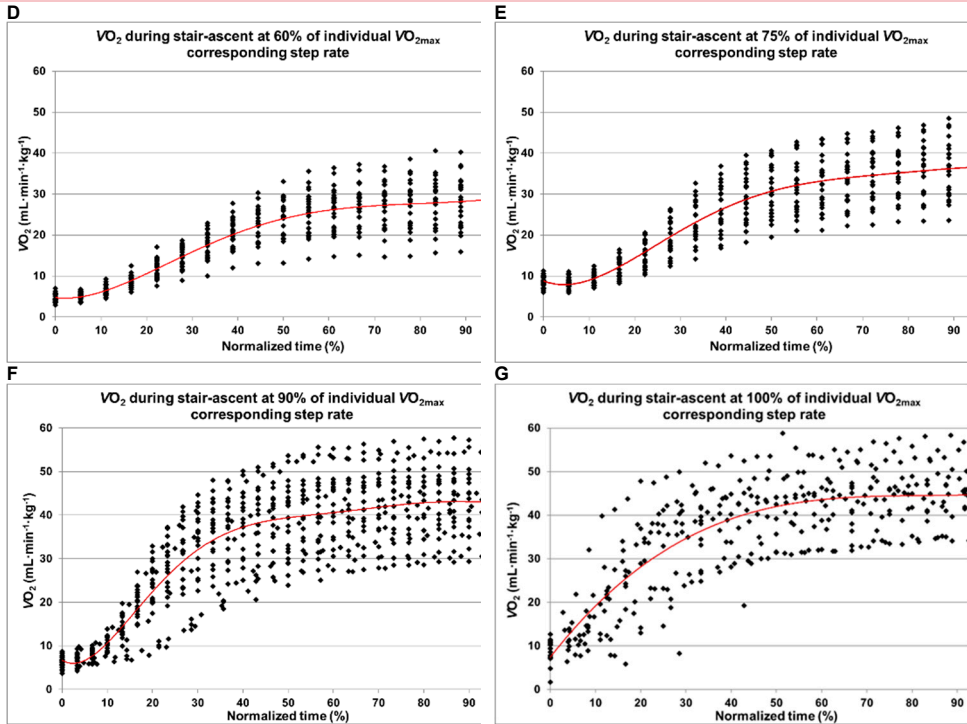 D
VO2 during stair-ascent at 60% of individual VO2max
corresponding step rate
60
50
40
30
20
10
0
VO2 (mL·min-1·kg-1)
0 10 20 30 40 50 60 70 80 90
Normalized time (%)
E
VO2 during stair-ascent at 75% of individual VO2max
corresponding step rate
60
50
40
30
20
10
0
VO2 (mL·min-1·kg-1)
0 10 20 30 40 50 60 70 80 90
Normalized time (%)
F
VO2 during stair-ascent at 90% of individual VO2max
corresponding step rate
60
50
40
30
20
10
0
VO2 (mL·min-1·kg-1)
0 10 20 30 40 50 60 70 80 90
Normalized time (%)
G
VO2 during stair-ascent at 100% of individual VO2max
corresponding step rate
60
50
40
30
20
10
0
VO2 (mL·min-1·kg-1)
0 10 20 30 40 50 60 70 80 90
Normalized time (%)